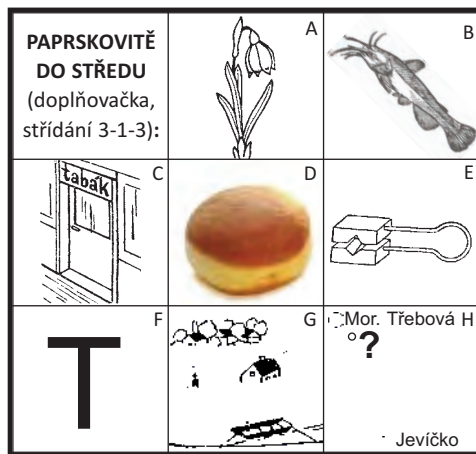 PAPRSKOVITĚ
DO STŘEDU
(doplňovačka,
střídání 3-1-3):
A
B
C
tabák
D
E
F
T
G
Mor. Třebová H
°?
Jevíčko